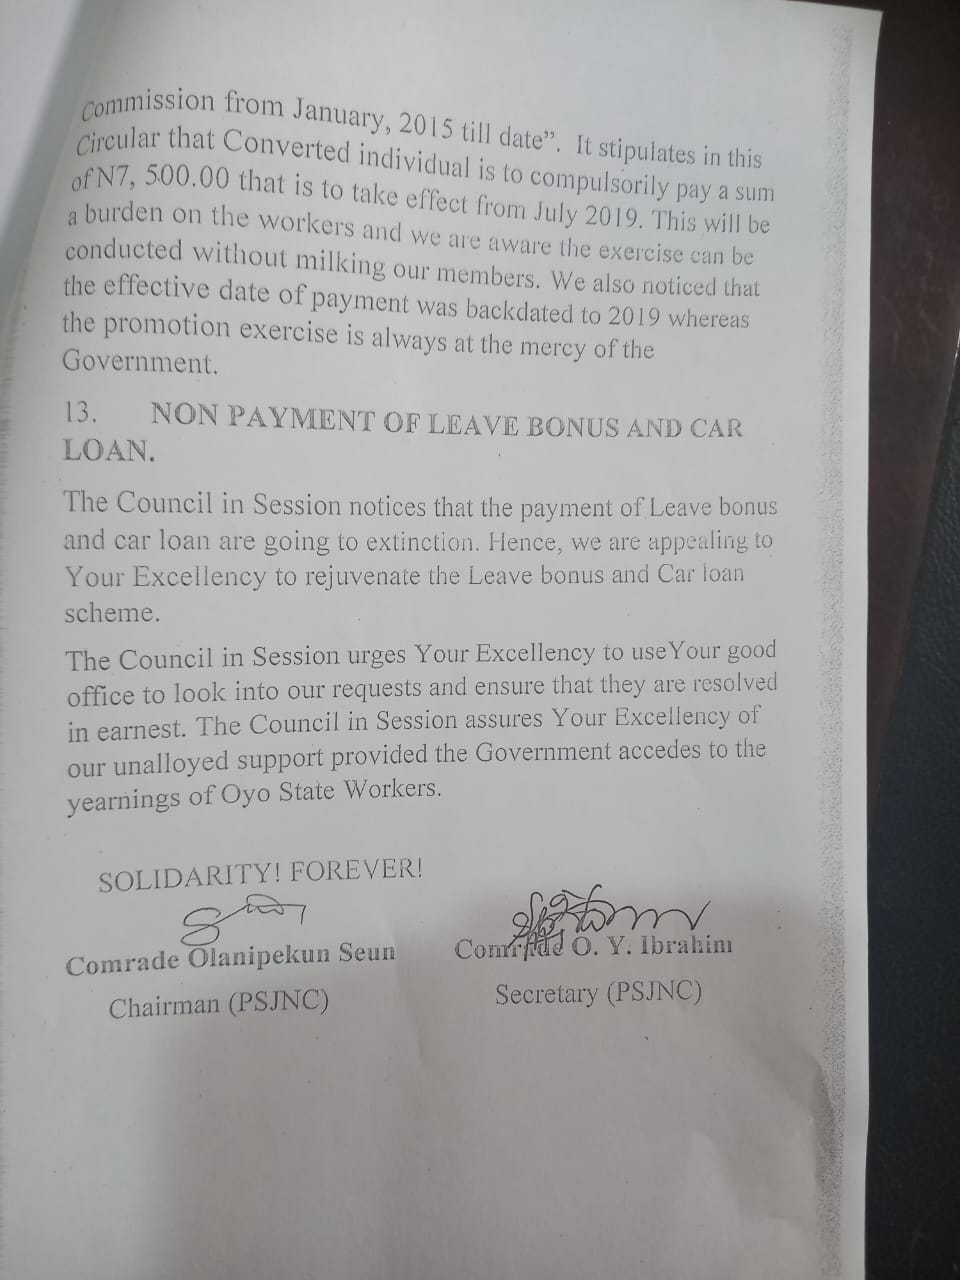 Commission from January, 2015 till date”. It stipulates in this
Circular that Converted individual is to compulsorily pay a sum
of N7, 500.00 that is to take effect from July 2019. This will be
a burden on the workers and we are aware the exercise can be
conducted without milking our members. We also noticed that
the effective date of payment was backdated to 2019 whereas
the promotion exercise is always at the mercy of the
Government.
13. NON PAYMENT OF LEAVE BONUS AND CAR
LOAN.
The Council in Session notices that the payment of Leave bonus
and car loan are going to extinction. Hence, we are appealing to
Your Excellency to rejuvenate the Leave bonus and Car loan
scheme.
The Council in Session urges Your Excellency to useYour good
office to look into our requests and ensure that they are resolved
in earnest. The Council in Session assures Your Excellency of
our unalloyed support provided the Government accedes to the
yearnings of Oyo State Workers.
SOLIDARITY! FOREVER!
Comrade Olanipekun Seun Comrade O. Y. Ibrahim
Chairman (PSJNC) Secretary (PSJNC)